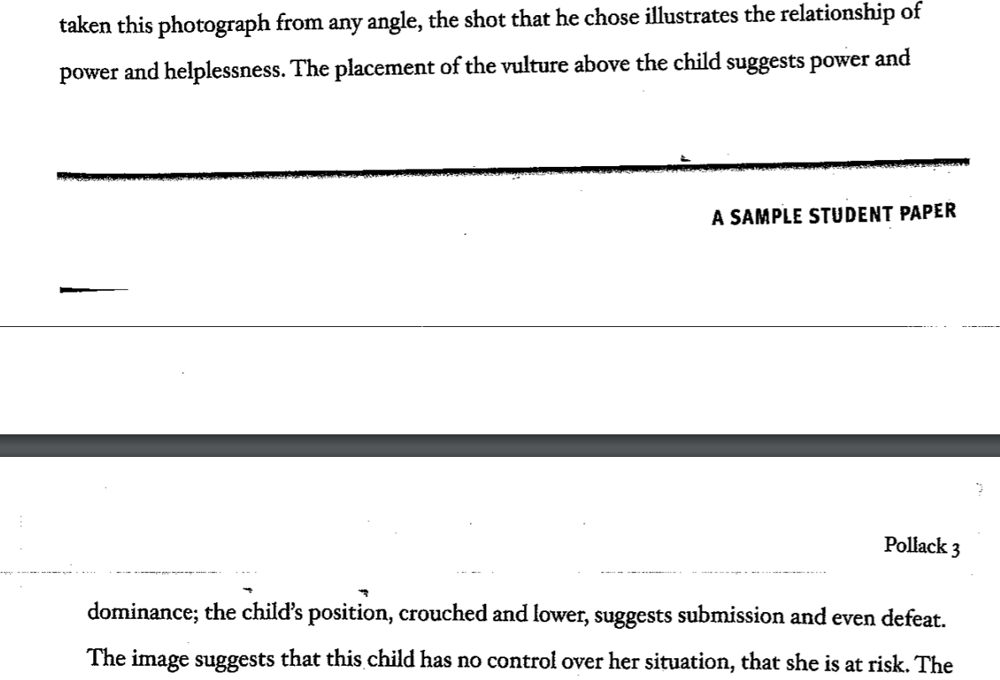 taken this photograph from any angle, the shot that he chose illustrates the relationship of
power and helplessness. The placement of the vulture above the child suggests power and
A SAMPLE STUDENT PAPER
Pollack 3
dominance; the child's position, crouched and lower, suggests submission and even defeat.
The image suggests that this child has no control over her situation, that she is at risk. The